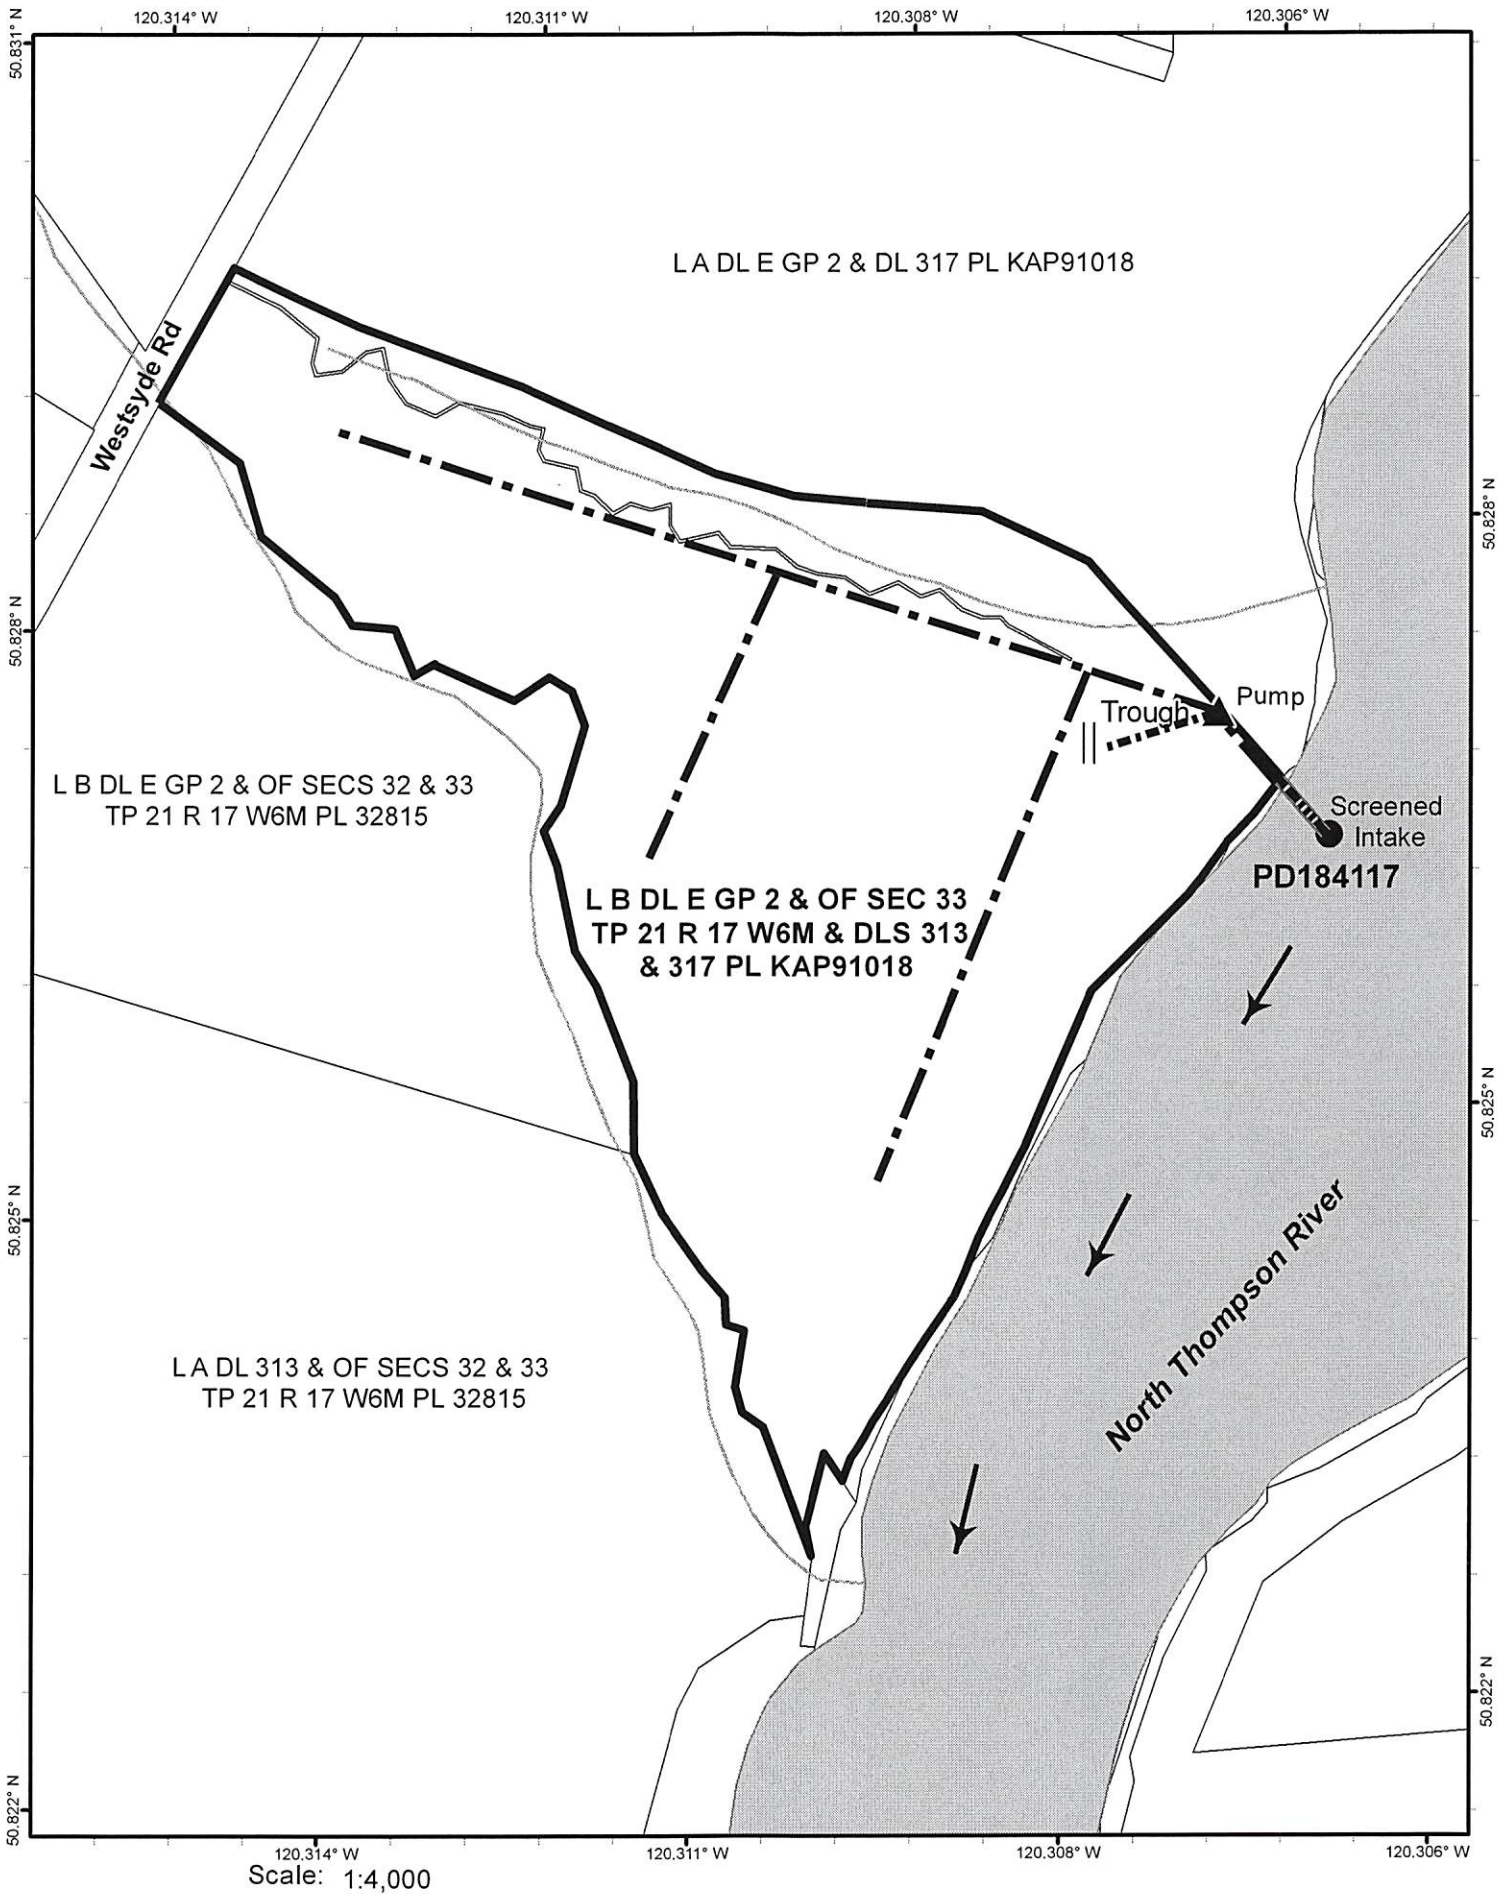 120.314° W
120.311° W
120.308° W
120.306° W
50.831° N
L A DL E GP 2 & DL 317 PL KAP91018
Westsyde Rd
50.828° N
50.828° N
Pump
Trough
L B DL E GP 2 & OF SECS 32 & 33
TP 21 R 17 W6M PL 32815
Screened
Intake
PD184117
L B DL E GP 2 & OF SEC 33
TP 21 R 17 W6M & DLS 313
& 317 PL KAP91018
50.825° N
50.825° N
North Thompson River
L A DL 313 & OF SECS 32 & 33
TP 21 R 17 W6M PL 32815
50.822° N
50.822° N
120.314° W
120.311° W
120.308° W
120.306° W
Scale: 1:4,000